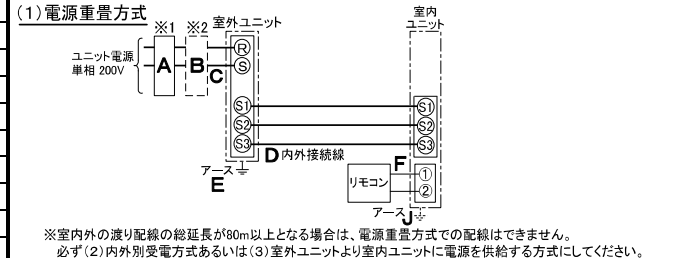 (1)電源重畳方式
※1 ※2 室外ユニット
室内
ユニット
ユニット電源
単相 200V
A B C
R
S
S1 S1
S2 S2
S3 S3
D 内外接続線
アース
E
F
リモコン
①
②
アース J
※室内外の渡り配線の総延長が80m以上となる場合は、電源重畳方式での配線はできません。
必ず(2)内外別受電方式あるいは(3)室外ユニットより室内ユニットに電源を供給する方式にしてください。